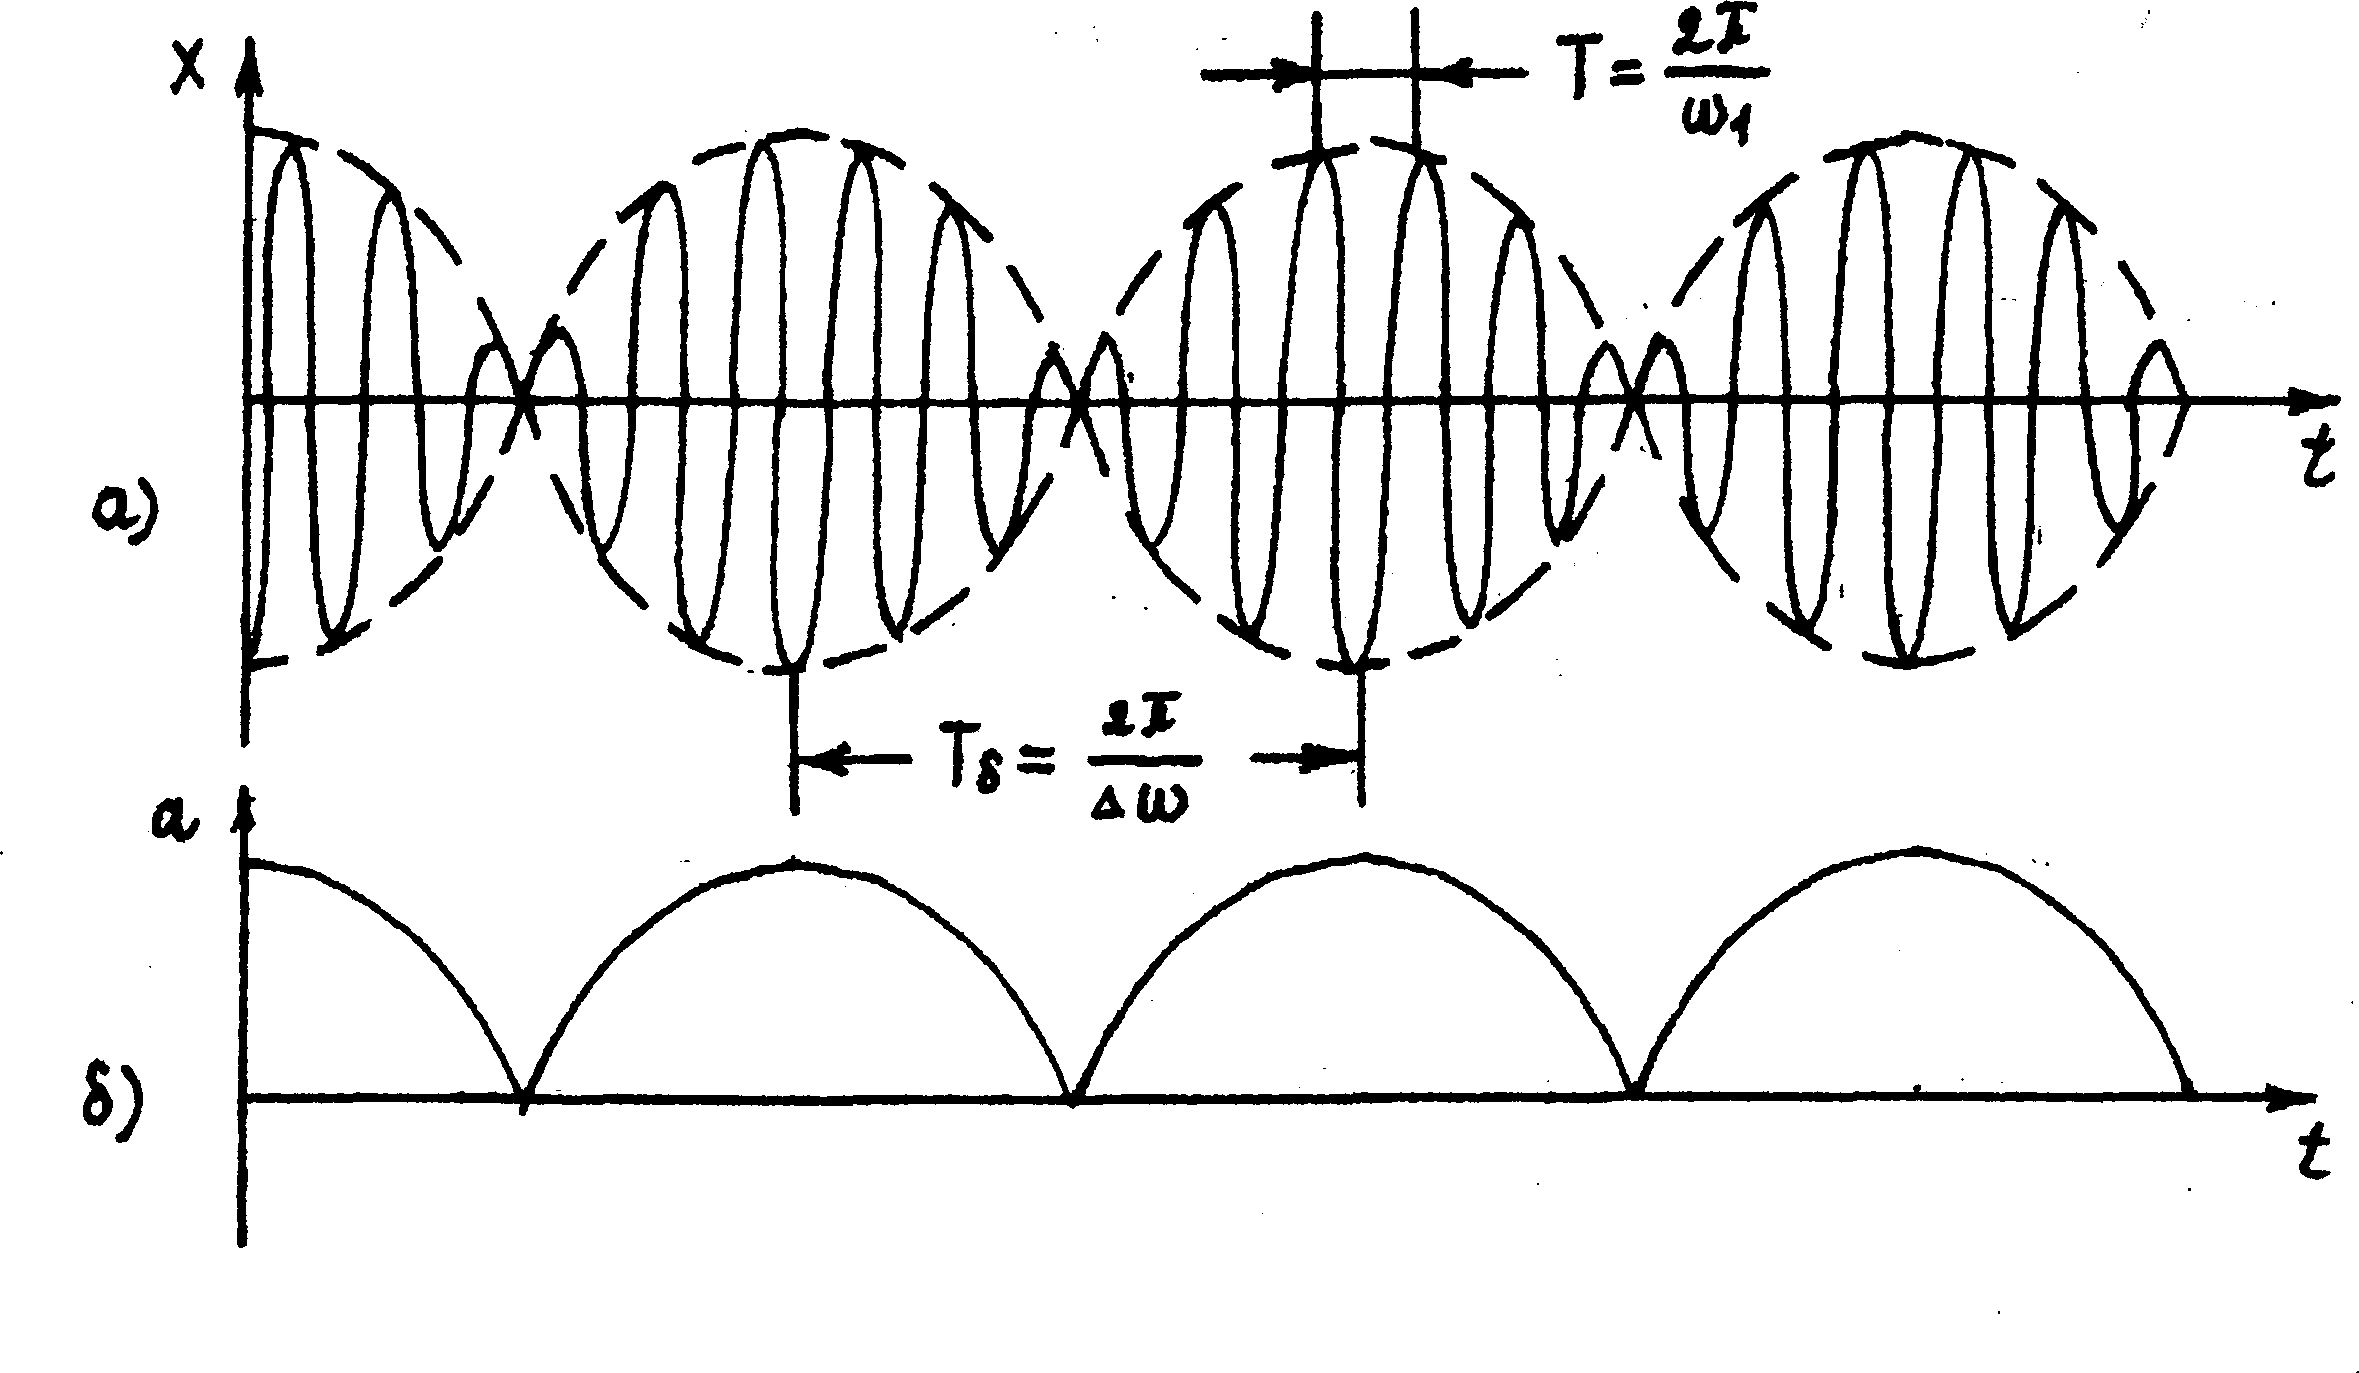 x
T = 2π/ω₁
t
а)
Tб = 2π/Δω
a
б)
t